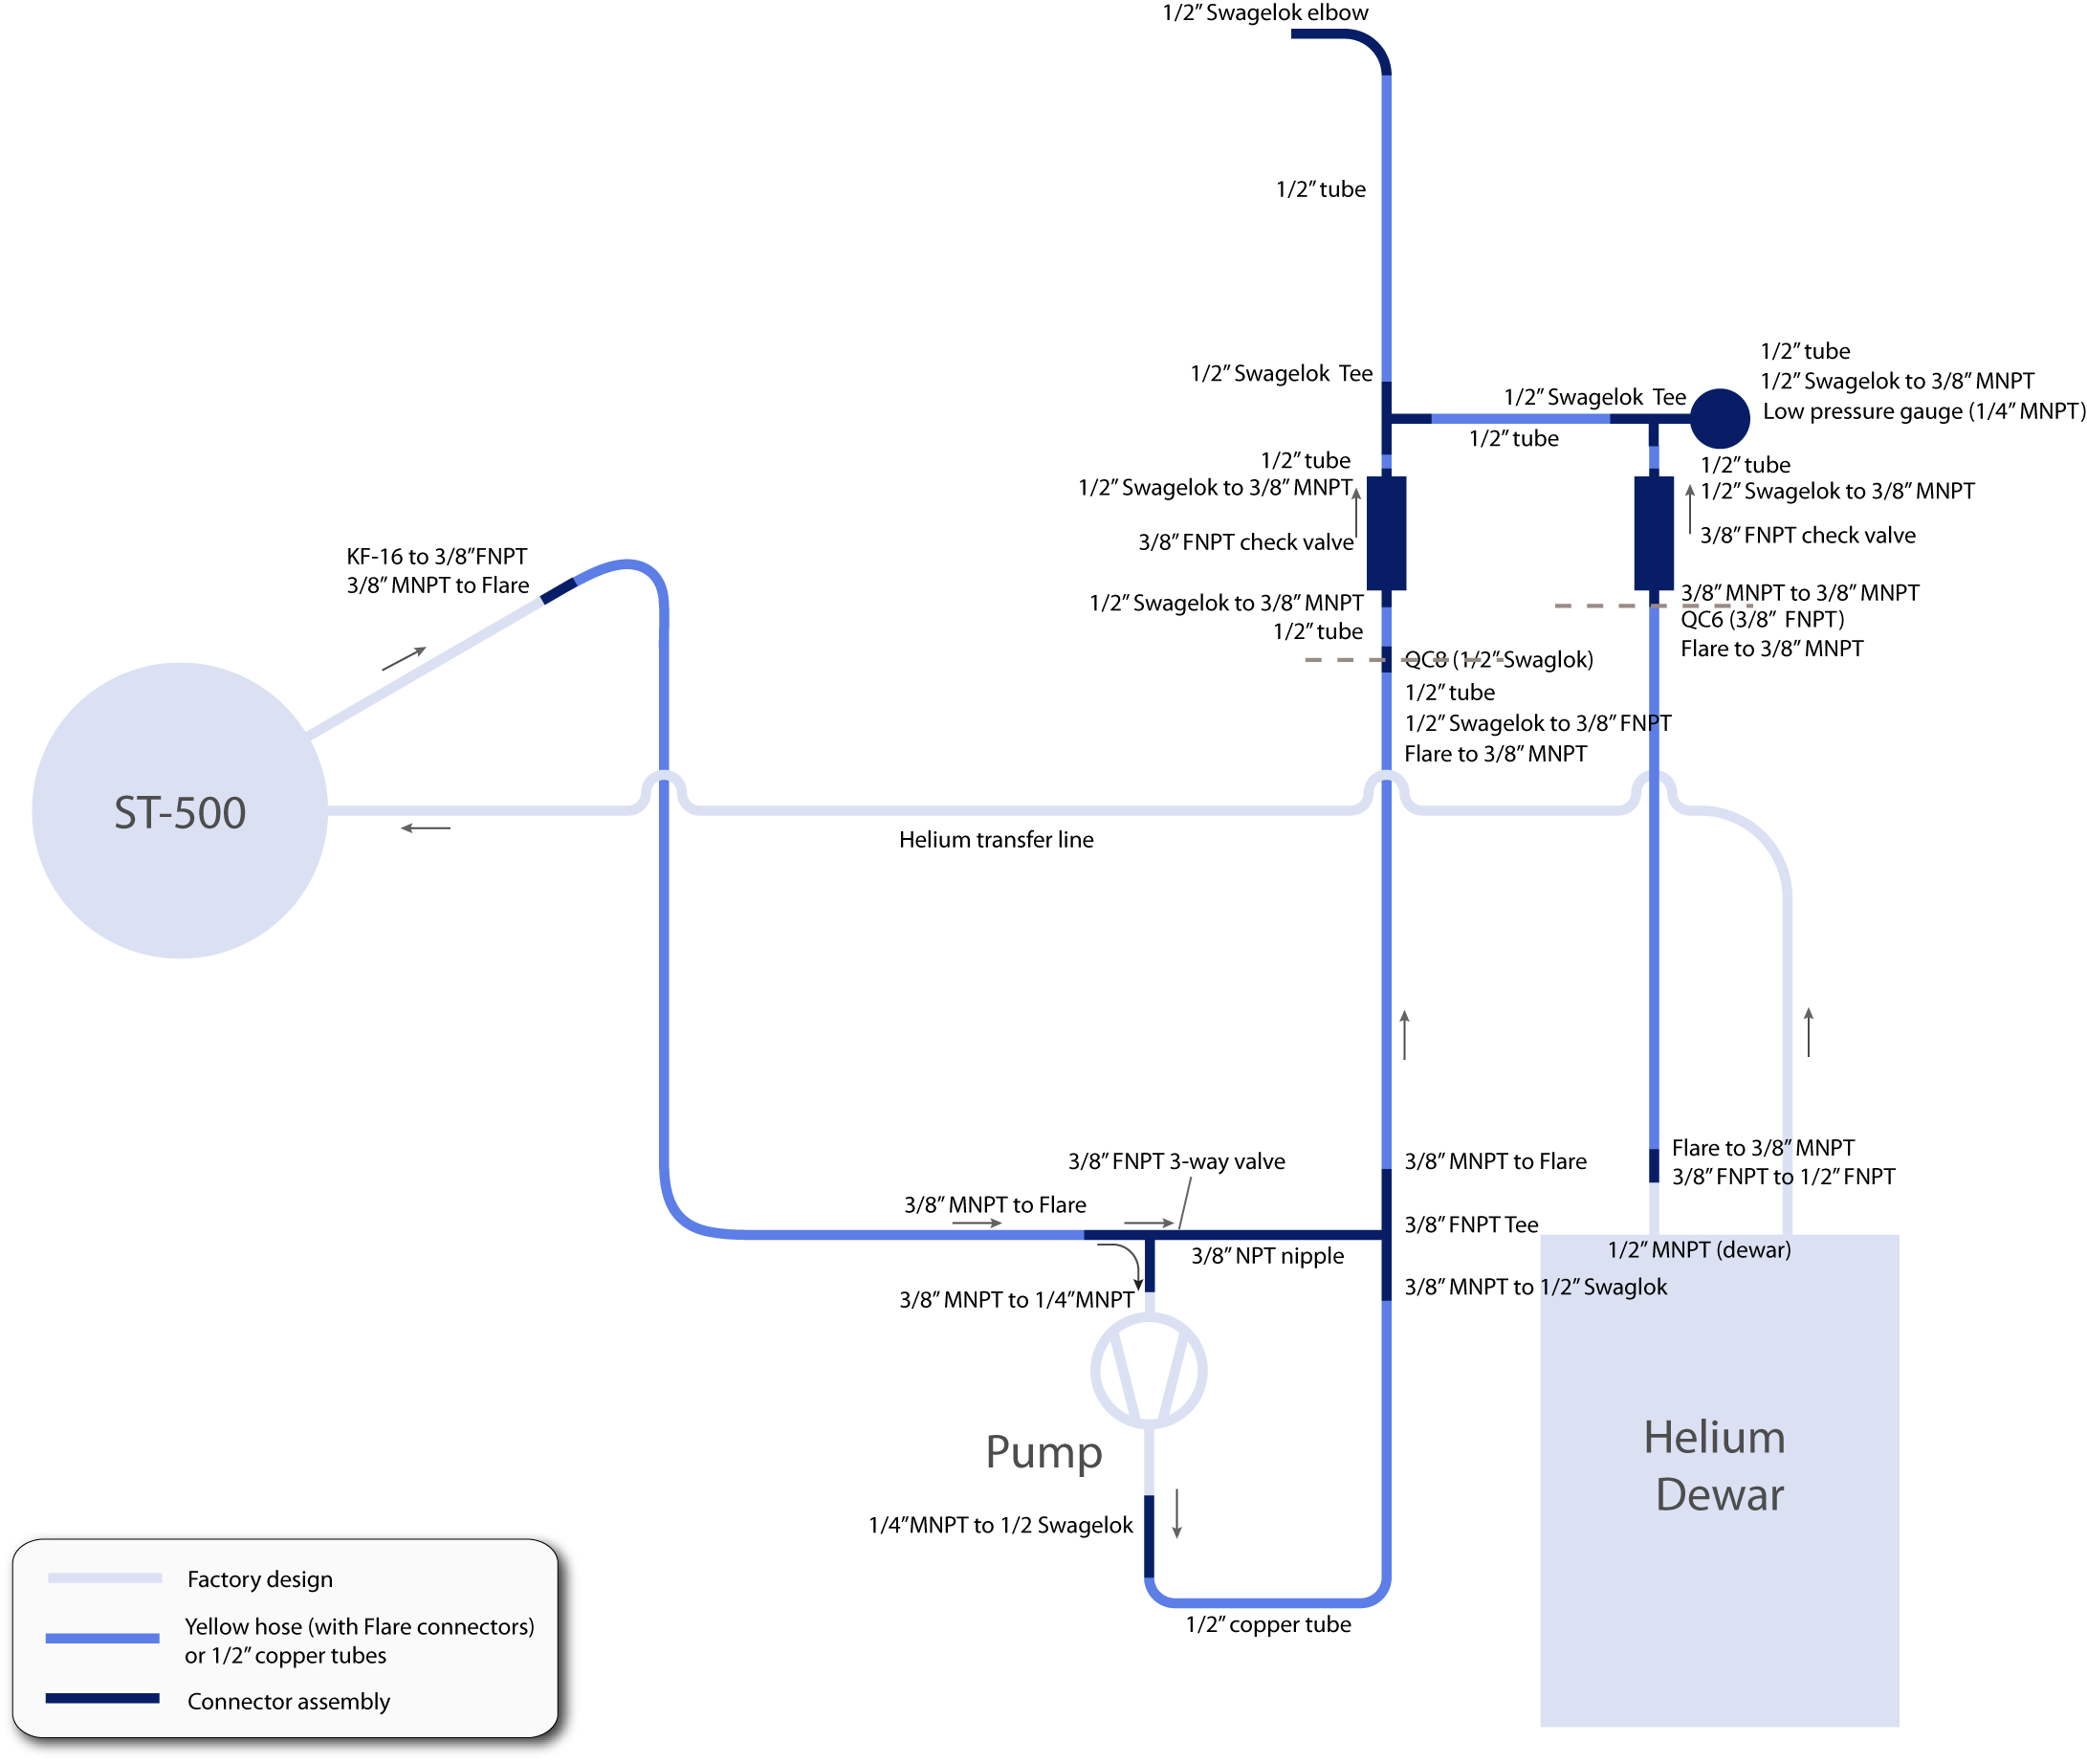 1/2” Swagelok elbow
1/2” tube
1/2” tube
1/2” Swagelok to 3/8” MNPT
Low pressure gauge (1/4” MNPT)
1/2” Swagelok Tee
1/2” Swagelok Tee
1/2” tube
1/2” tube
1/2” Swagelok to 3/8” MNPT
3/8” FNPT check valve
1/2” tube
1/2” Swagelok to 3/8” MNPT
3/8” FNPT check valve
KF-16 to 3/8”FNPT
3/8” MNPT to Flare
1/2” Swagelok to 3/8” MNPT
1/2” tube
3/8” MNPT to 3/8” MNPT
QC6 (3/8” FNPT)
Flare to 3/8” MNPT
QC8 (1/2” Swaglok)
1/2” tube
1/2” Swagelok to 3/8” FNPT
Flare to 3/8” MNPT
ST-500
Helium transfer line
3/8” FNPT 3-way valve
3/8” MNPT to Flare
3/8” MNPT to Flare
Flare to 3/8” MNPT
3/8” FNPT to 1/2” FNPT
3/8” FNPT Tee
3/8” NPT nipple
1/2” MNPT (dewar)
3/8” MNPT to 1/4”MNPT
3/8” MNPT to 1/2” Swaglok
Pump
Helium
Dewar
1/4”MNPT to 1/2 Swagelok
1/2” copper tube
Factory design
Yellow hose (with Flare connectors)
or 1/2” copper tubes
Connector assembly